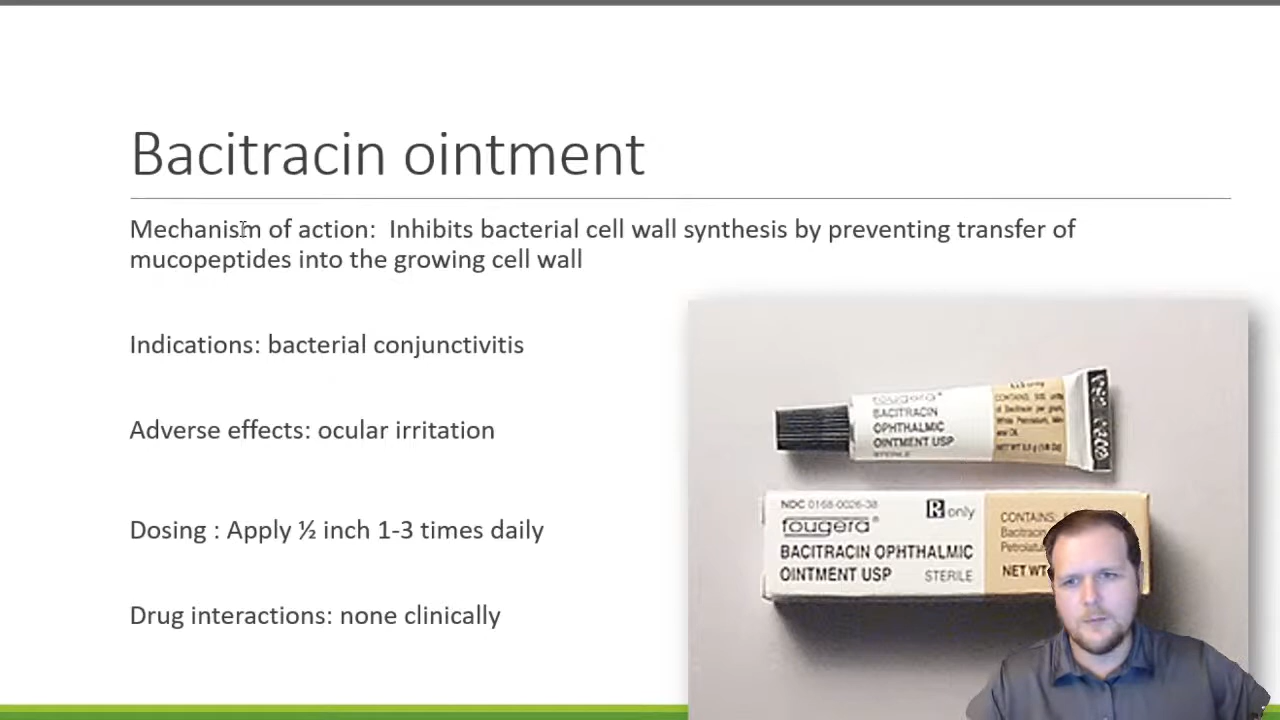 Bacitracin ointment
Mechanism of action: Inhibits bacterial cell wall synthesis by preventing transfer of
mucopeptides into the growing cell wall
Indications: bacterial conjunctivitis
Adverse effects: ocular irritation
Dosing : Apply ½ inch 1-3 times daily
Drug interactions: none clinically
fougera®
BACITRACIN
OPHTHALMIC
OINTMENT USP
STERILE
NDC 0168-0026-38
fougera®
Rx only
BACITRACIN OPHTHALMIC
OINTMENT USP STERILE
CONTAINS:
NET WT